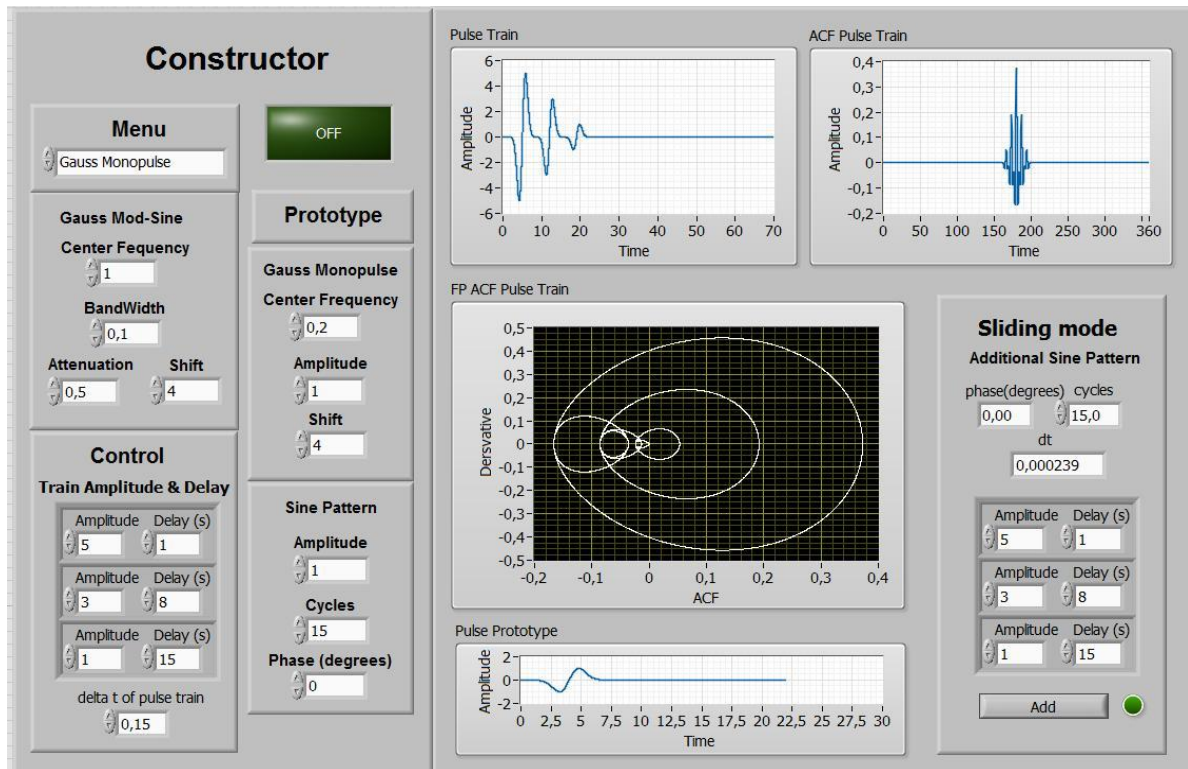 Constructor
Menu
Gauss Monopulse
OFF
Gauss Mod-Sine
Center Fequency
1
BandWidth
0,1
Attenuation Shift
0,5 4
Control
Train Amplitude & Delay
Amplitude Delay (s)
5 1
Amplitude Delay (s)
3 8
Amplitude Delay (s)
1 15
delta t of pulse train
0,15
Prototype
Gauss Monopulse
Center Frequency
0,2
Amplitude
1
Shift
4
Sine Pattern
Amplitude
1
Cycles
15
Phase (degrees)
0
Pulse Train
Amplitude
6
4
2
0
-2
-4
-6
0 10 20 30 40 50 60 70
Time
ACF Pulse Train
Amplitude
0,4
0,3
0,2
0,1
0
-0,1
-0,2
0 50 100 150 200 250 300 360
Time
FP ACF Pulse Train
Dersvative
0,5
0,4
0,3
0,2
0,1
0
-0,1
-0,2
-0,3
-0,4
-0,5
-0,2 -0,1 0 0,1 0,2 0,3 0,4
ACF
Pulse Prototype
Amplitude
2
0
-2
0 2,5 5 7,5 10 12,5 15 17,5 20 22,5 25 27,5 30
Time
Sliding mode
Additional Sine Pattern
phase(degrees) cycles
0,00 15,0
dt
0,000239
Amplitude Delay (s)
5 1
Amplitude Delay (s)
3 8
Amplitude Delay (s)
1 15
Add